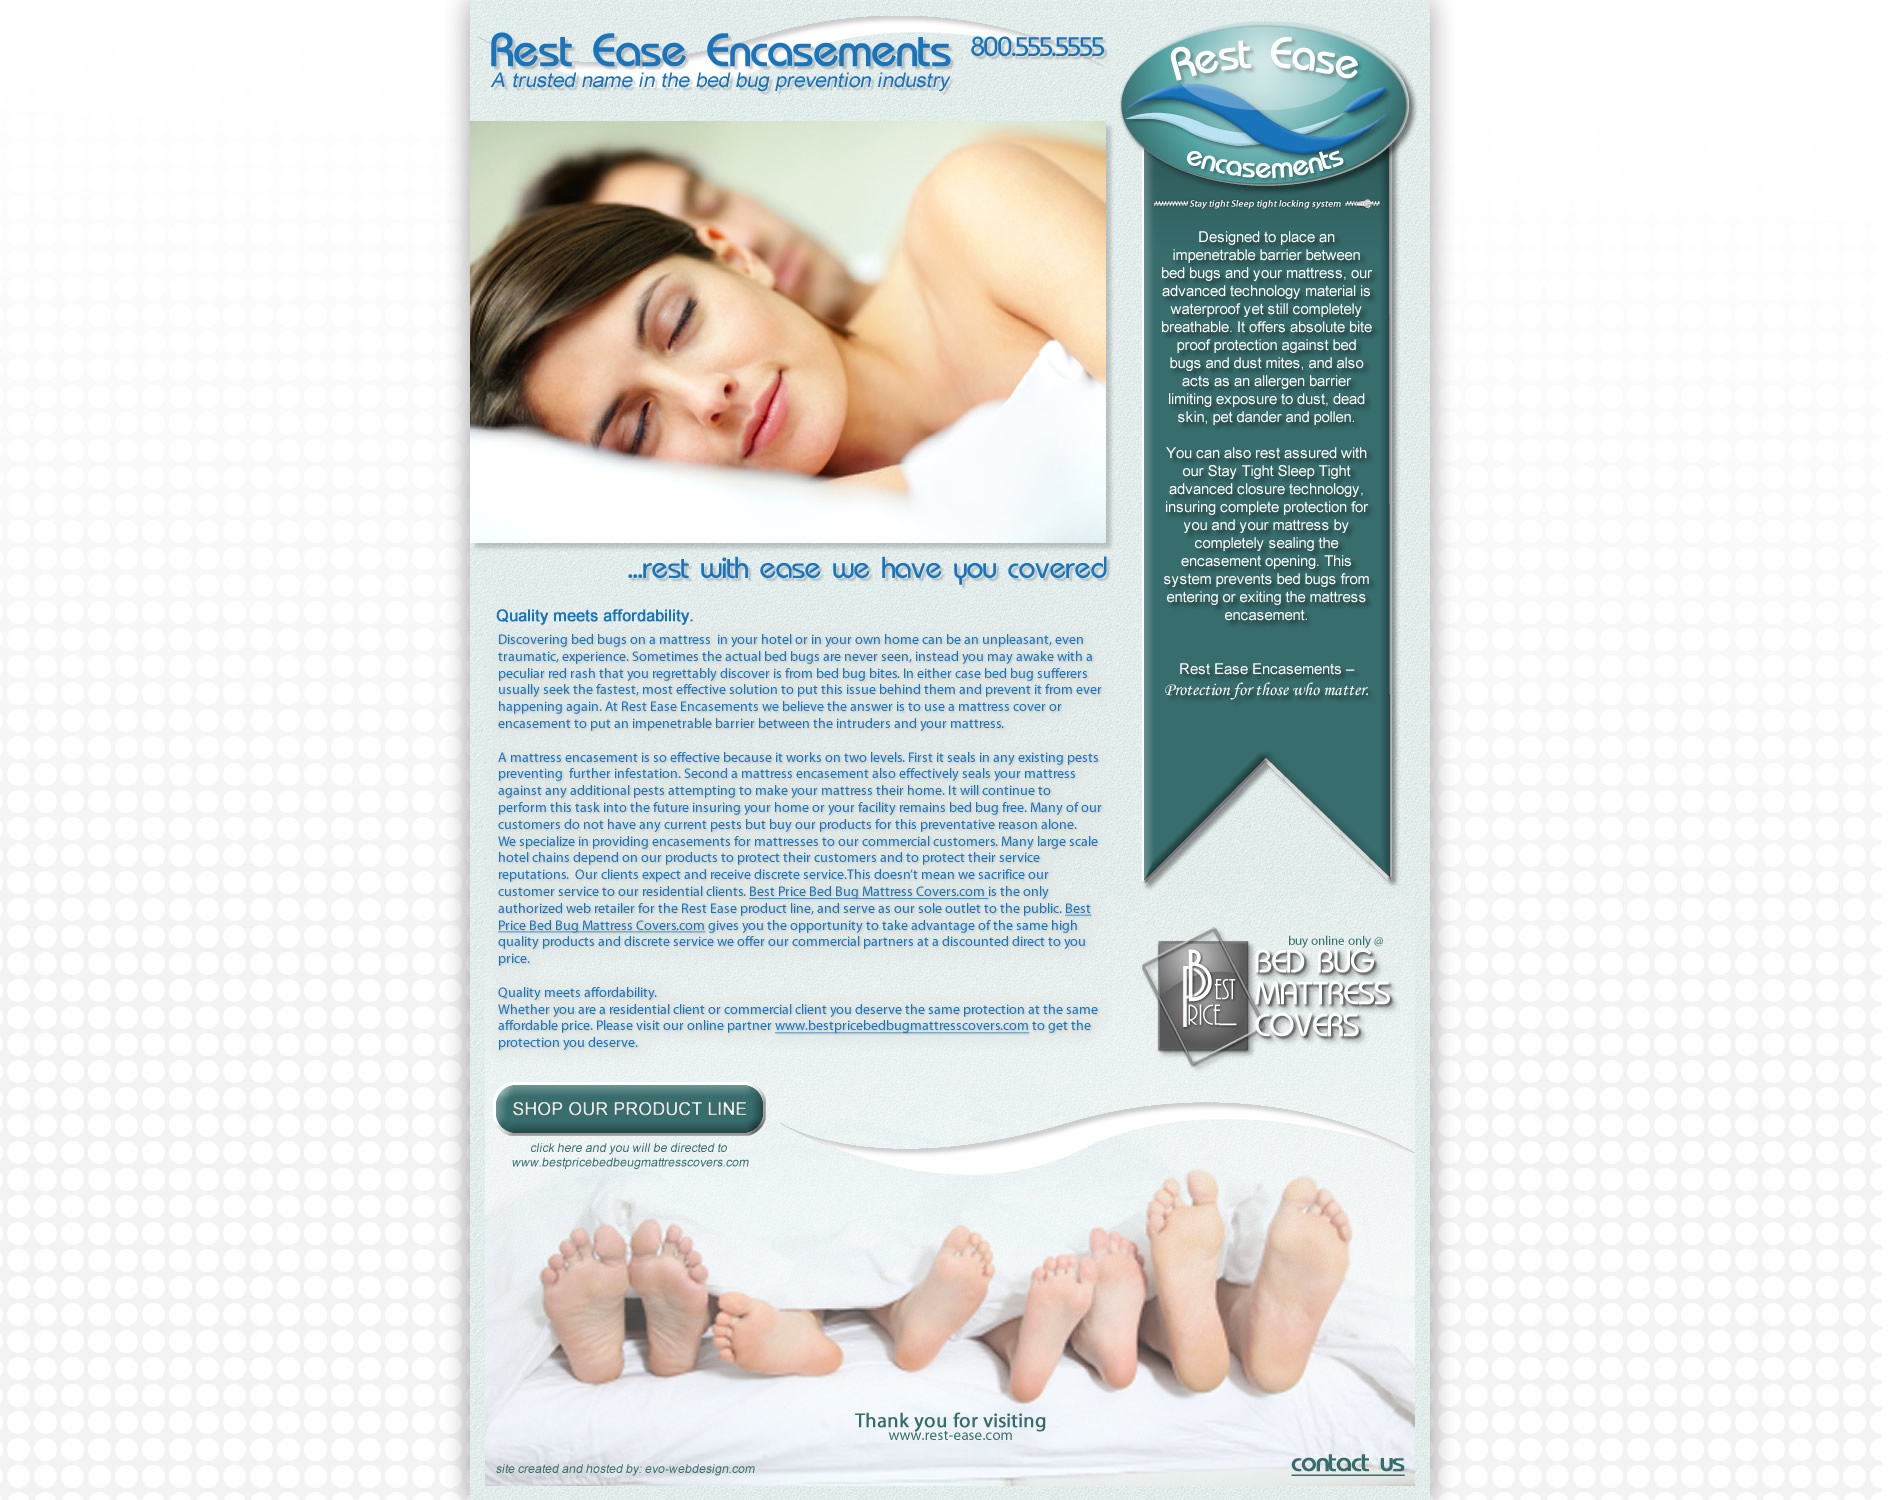 Rest Ease Encasements
800.555.5555
A trusted name in the bed bug prevention industry
Rest Ease
encasements
Stay tight Sleep tight locking system
Designed to place an
impenetrable barrier between
bed bugs and your mattress, our
advanced technology material is
waterproof yet still completely
breathable. It offers absolute bite
proof protection against bed
bugs and dust mites, and also
acts as an allergen barrier
limiting exposure to dust, dead
skin, pet dander and pollen.
You can also rest assured with
our Stay Tight Sleep Tight
advanced closure technology,
insuring complete protection for
you and your mattress by
completely sealing the
encasement opening. This
system prevents bed bugs from
entering or exiting the mattress
encasement.
Rest Ease Encasements –
Protection for those who matter.
...rest with ease we have you covered
Quality meets affordability.
Discovering bed bugs on a mattress  in your hotel or in your own home can be an unpleasant, even
traumatic, experience. Sometimes the actual bed bugs are never seen, instead you may awake with a
peculiar red rash that you regrettably discover is from bed bug bites. In either case bed bug sufferers
usually seek the fastest, most effective solution to put this issue behind them and prevent it from ever
happening again. At Rest Ease Encasements we believe the answer is to use a mattress cover or
encasement to put an impenetrable barrier between the intruders and your mattress.
A mattress encasement is so effective because it works on two levels. First it seals in any existing pests
preventing  further infestation. Second a mattress encasement also effectively seals your mattress
against any additional pests attempting to make your mattress their home. It will continue to
perform this task into the future insuring your home or your facility remains bed bug free. Many of our
customers do not have any current pests but buy our products for this preventative reason alone.
We specialize in providing encasements for mattresses to our commercial customers. Many large scale
hotel chains depend on our products to protect their customers and to protect their service
reputations.  Our clients expect and receive discrete service.This doesn't mean we sacrifice our
customer service to our residential clients. Best Price Bed Bug Mattress Covers.com is the only
authorized web retailer for the Rest Ease product line, and serve as our sole outlet to the public. Best
Price Bed Bug Mattress Covers.com gives you the opportunity to take advantage of the same high
quality products and discrete service we offer our commercial partners at a discounted direct to you
price.
Quality meets affordability.
Whether you are a residential client or commercial client you deserve the same protection at the same
affordable price. Please visit our online partner www.bestpricebedbugmattresscovers.com to get the
protection you deserve.
buy online only @
BEST
PRICE
BED BUG
MATTRESS
COVERS
SHOP OUR PRODUCT LINE
click here and you will be directed to
www.bestpricebedbeugmattresscovers.com
Thank you for visiting
www.rest-ease.com
site created and hosted by: evo-webdesign.com
contact us